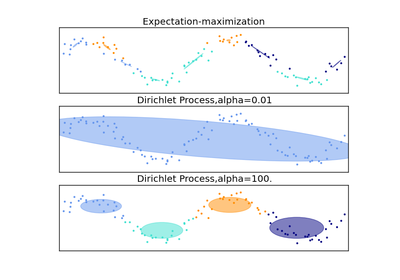 Expectation-maximization
Dirichlet Process,alpha=0.01
Dirichlet Process,alpha=100.